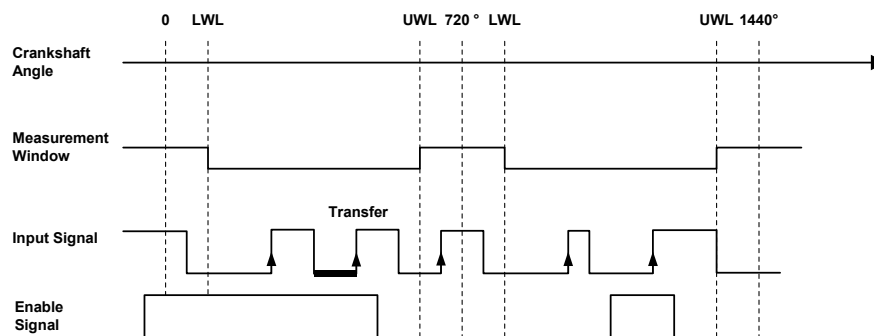 0 LWL UWL 720 ° LWL UWL 1440°
Crankshaft
Angle
Measurement
Window
Transfer
Input Signal
Enable
Signal